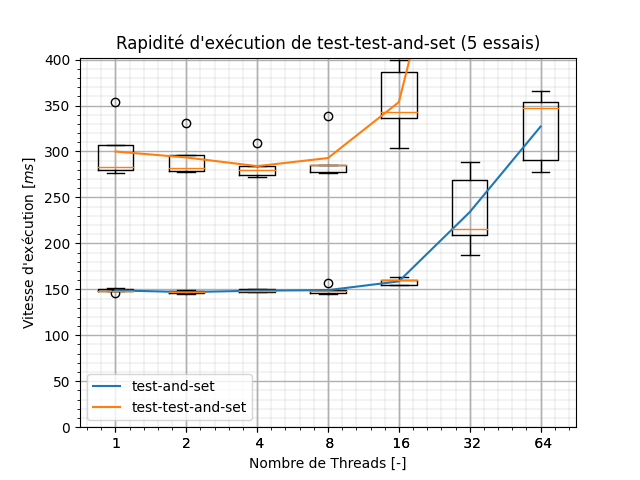 Rapidité d'exécution de test-test-and-set (5 essais)
400
350
300
250
200
150
100
50
0
Vitesse d'exécution [ms]
test-and-set
test-test-and-set
1 2 4 8 16 32 64
Nombre de Threads [-]